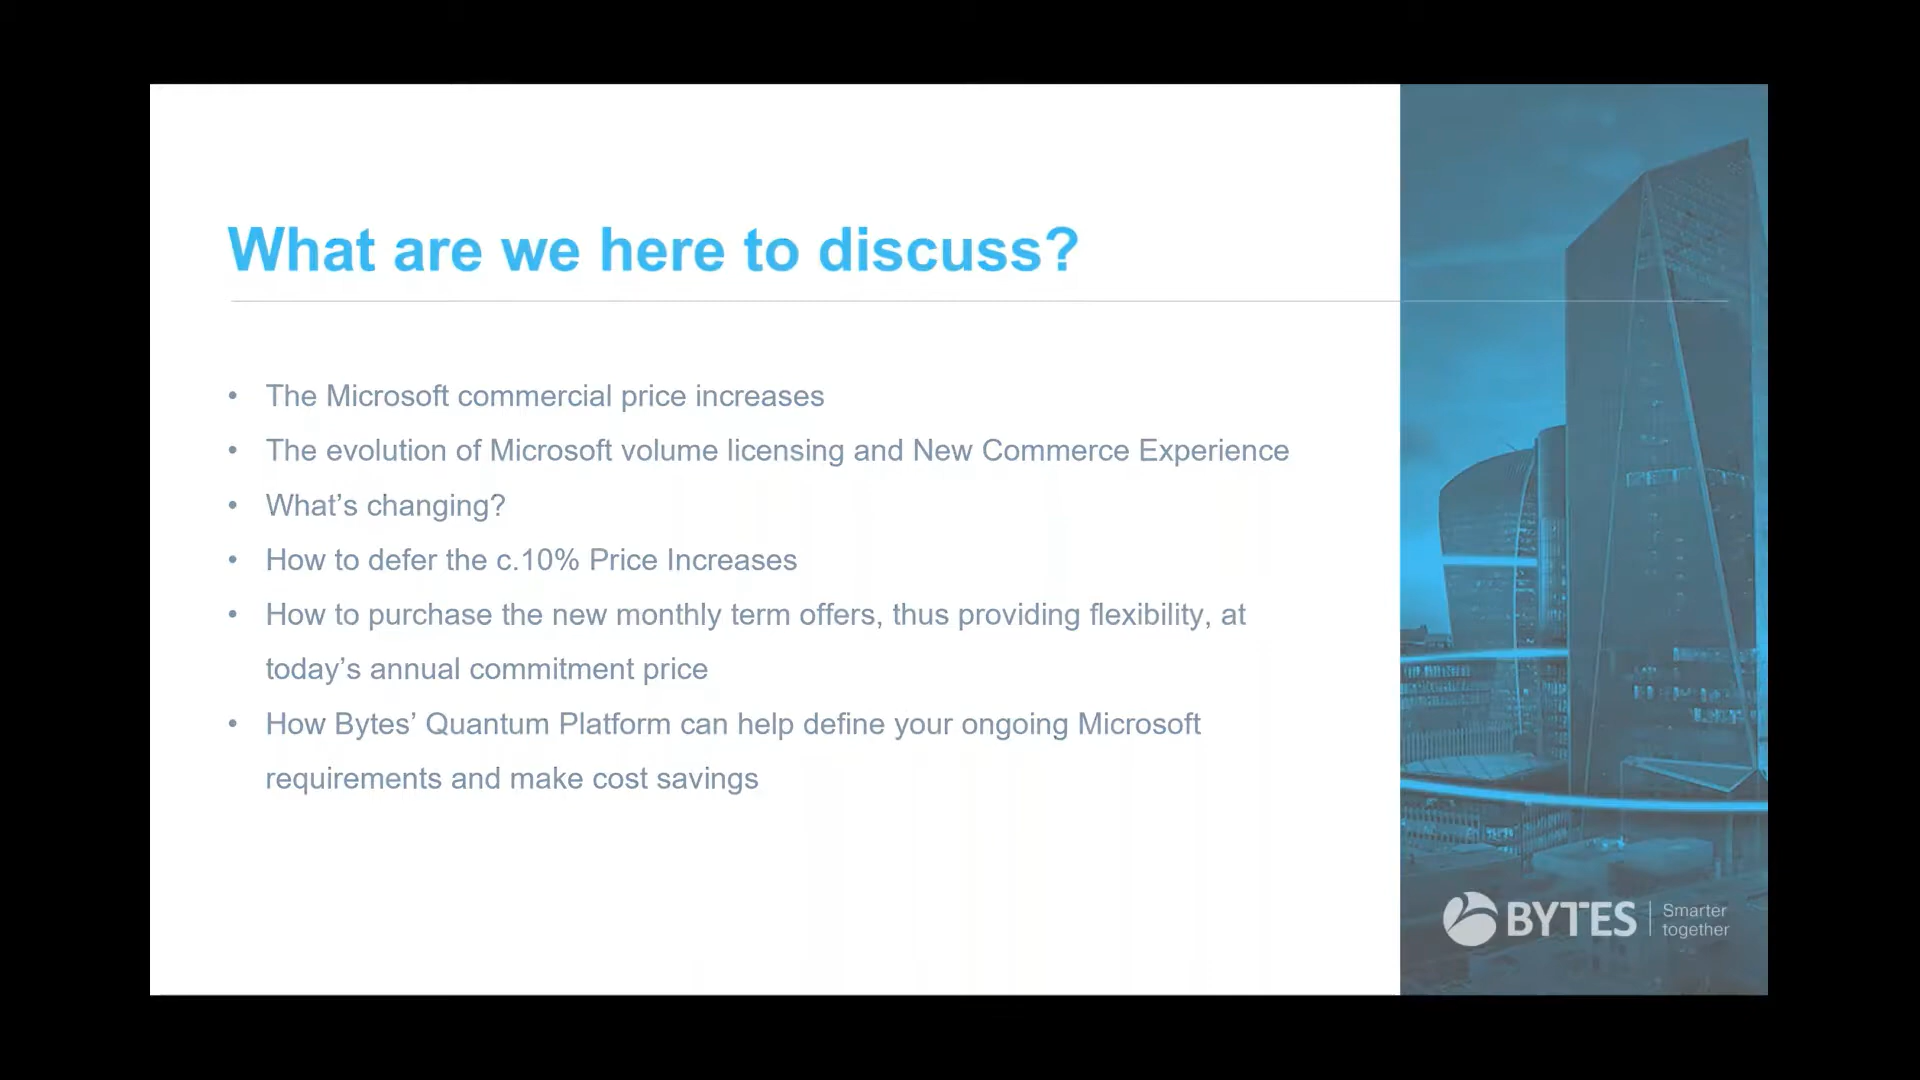 What are we here to discuss?
• The Microsoft commercial price increases
• The evolution of Microsoft volume licensing and New Commerce Experience
• What’s changing?
• How to defer the c.10% Price Increases
• How to purchase the new monthly term offers, thus providing flexibility, at
today’s annual commitment price
• How Bytes’ Quantum Platform can help define your ongoing Microsoft
requirements and make cost savings
BYTES
Smarter
together